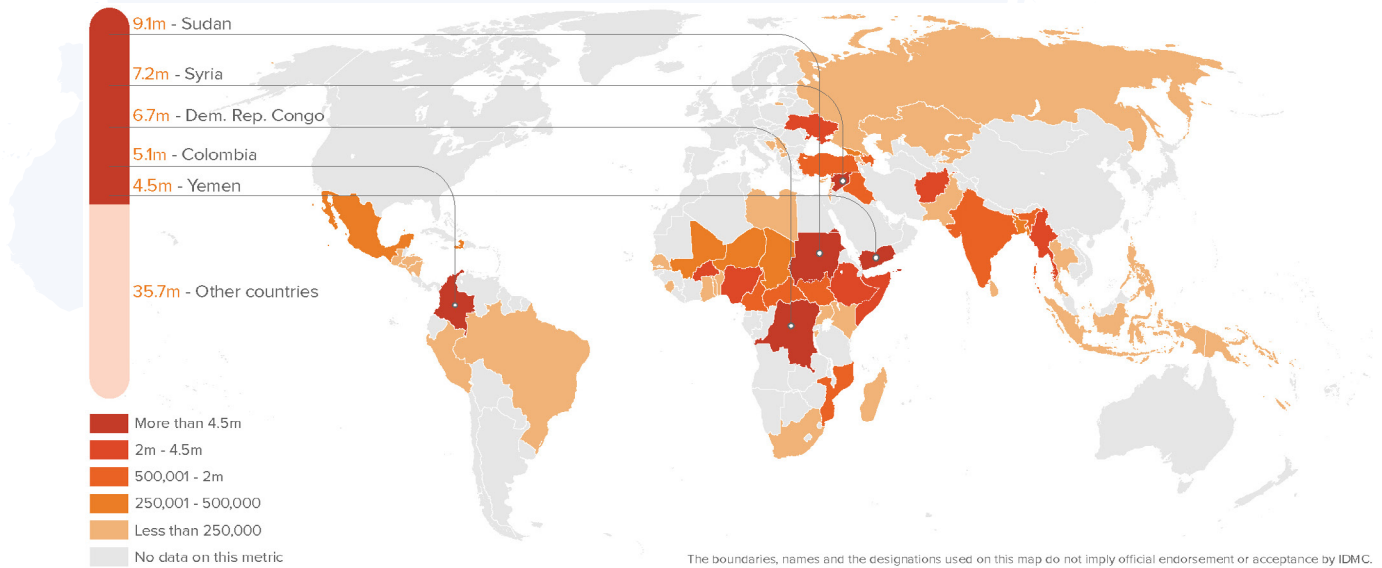 9.1m - Sudan
7.2m - Syria
6.7m - Dem. Rep. Congo
5.1m - Colombia
4.5m - Yemen
35.7m - Other countries
More than 4.5m
2m - 4.5m
500,001 - 2m
250,001 - 500,000
Less than 250,000
No data on this metric
The boundaries, names and the designations used on this map do not imply official endorsement or acceptance by IDMC.